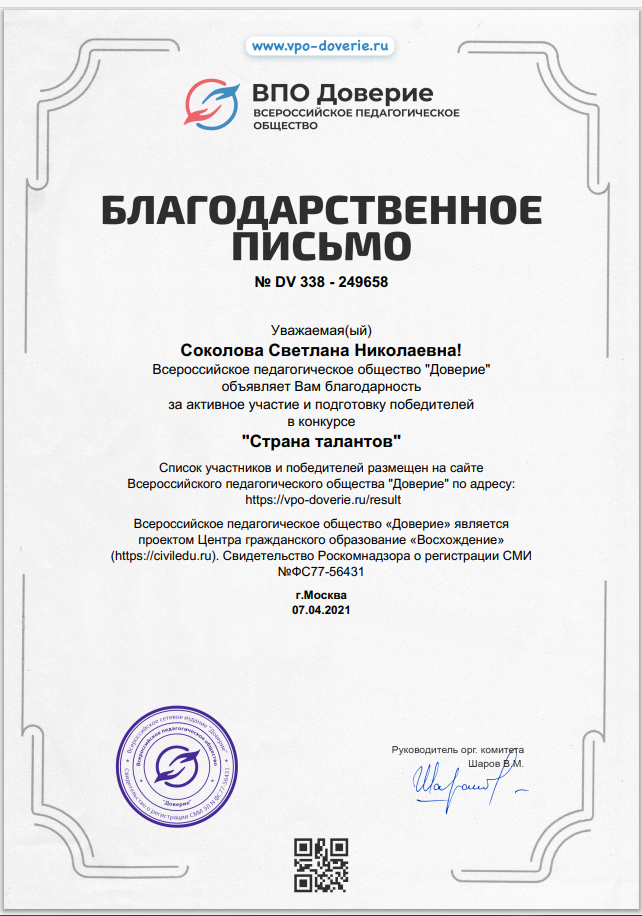 www.vpo-doverie.ru
ВПО Доверие
ВСЕРОССИЙСКОЕ ПЕДАГОГИЧЕСКОЕ
ОБЩЕСТВО
БЛАГОДАРСТВЕННОЕ
ПИСЬМО
№ DV 338 - 249658
Уважаемая(ый)
Соколова Светлана Николаевна!
Всероссийское педагогическое общество "Доверие"
объявляет Вам благодарность
за активное участие и подготовку победителей
в конкурсе
"Страна талантов"
Список участников и победителей размещен на сайте
Всероссийского педагогического общества "Доверие" по адресу:
https://vpo-doverie.ru/result
Всероссийское педагогическое общество «Доверие» является
проектом Центра гражданского образование «Восхождение»
(https://civiledu.ru). Свидетельство Роскомнадзора о регистрации СМИ
№ФС77-56431
г.Москва
07.04.2021
Всероссийское сетевое издание "Доверие"
Всероссийское педагогическое общество
"Доверие"
Свидетельство о регистрации СМИ ЭЛ N ФС 77-56431
Руководитель орг. комитета
Шаров В.М.